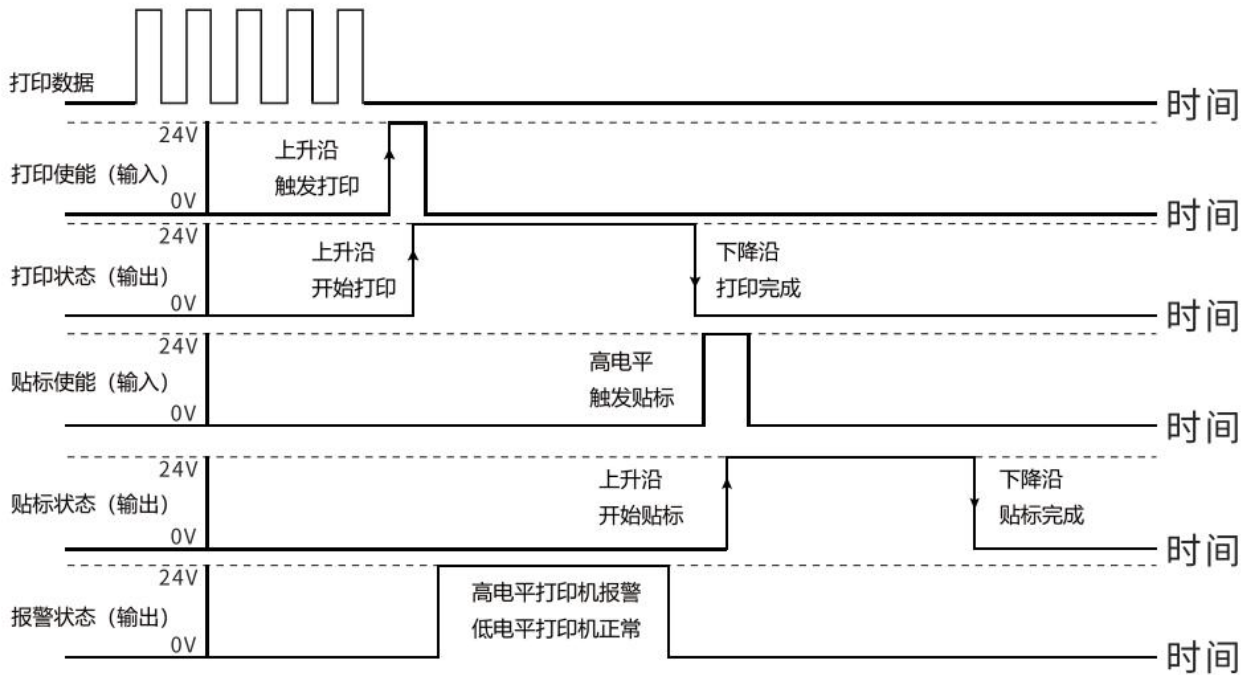 打印数据
时间
24V
打印使能（输入）
0V
上升沿
触发打印
时间
24V
打印状态（输出）
0V
上升沿
开始打印
下降沿
打印完成
时间
24V
贴标使能（输入）
0V
高电平
触发贴标
时间
24V
贴标状态（输出）
0V
上升沿
开始贴标
下降沿
贴标完成
时间
24V
报警状态（输出）
0V
高电平打印机报警
低电平打印机正常
时间